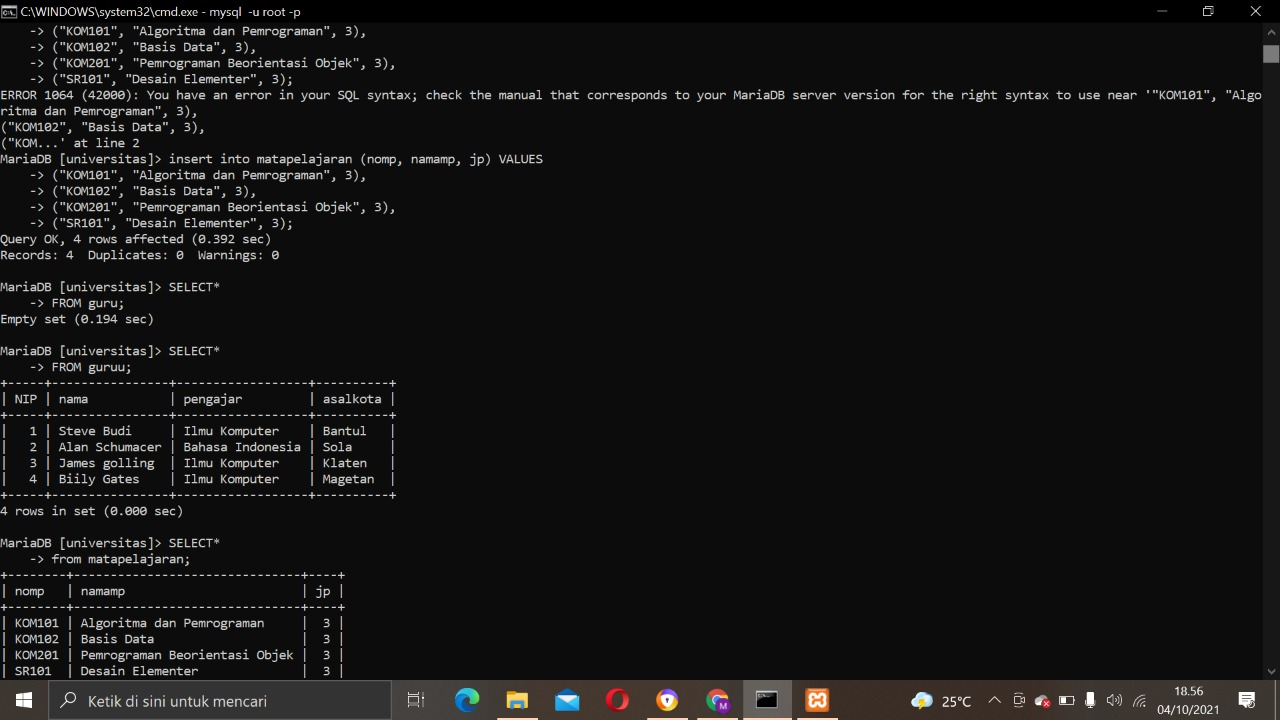 C:\WINDOWS\system32\cmd.exe - mysql  -u root -p
    -> ("KOM101", "Algoritma dan Pemrograman", 3),
    -> ("KOM102", "Basis Data", 3),
    -> ("KOM201", "Pemrograman Beorientasi Objek", 3),
    -> ("SR101", "Desain Elementer", 3);
ERROR 1064 (42000): You have an error in your SQL syntax; check the manual that corresponds to your MariaDB server version for the right syntax to use near '"KOM101", "Algo
ritma dan Pemrograman", 3),
("KOM102", "Basis Data", 3),
("KOM...' at line 2
MariaDB [universitas]> insert into matapelajaran (nomp, namamp, jp) VALUES
    -> ("KOM101", "Algoritma dan Pemrograman", 3),
    -> ("KOM102", "Basis Data", 3),
    -> ("KOM201", "Pemrograman Beorientasi Objek", 3),
    -> ("SR101", "Desain Elementer", 3);
Query OK, 4 rows affected (0.392 sec)
Records: 4  Duplicates: 0  Warnings: 0
MariaDB [universitas]> SELECT*
    -> FROM guru;
Empty set (0.194 sec)
MariaDB [universitas]> SELECT*
    -> FROM guruu;
+-----+----------------+------------------+----------+
| NIP | nama           | pengajar         | asalkota |
+-----+----------------+------------------+----------+
|   1 | Steve Budi     | Ilmu Komputer    | Bantul   |
|   2 | Alan Schumacer | Bahasa Indonesia | Sola     |
|   3 | James golling  | Ilmu Komputer    | Klaten   |
|   4 | Biily Gates    | Ilmu Komputer    | Magetan  |
+-----+----------------+------------------+----------+
4 rows in set (0.000 sec)
MariaDB [universitas]> SELECT*
    -> from matapelajaran;
+--------+-------------------------------+----+
| nomp   | namamp                        | jp |
+--------+-------------------------------+----+
| KOM101 | Algoritma dan Pemrograman     |  3 |
| KOM102 | Basis Data                    |  3 |
| KOM201 | Pemrograman Beorientasi Objek |  3 |
| SR101  | Desain Elementer              |  3 |
Ketik di sini untuk mencari
25°C
18.56
04/10/2021